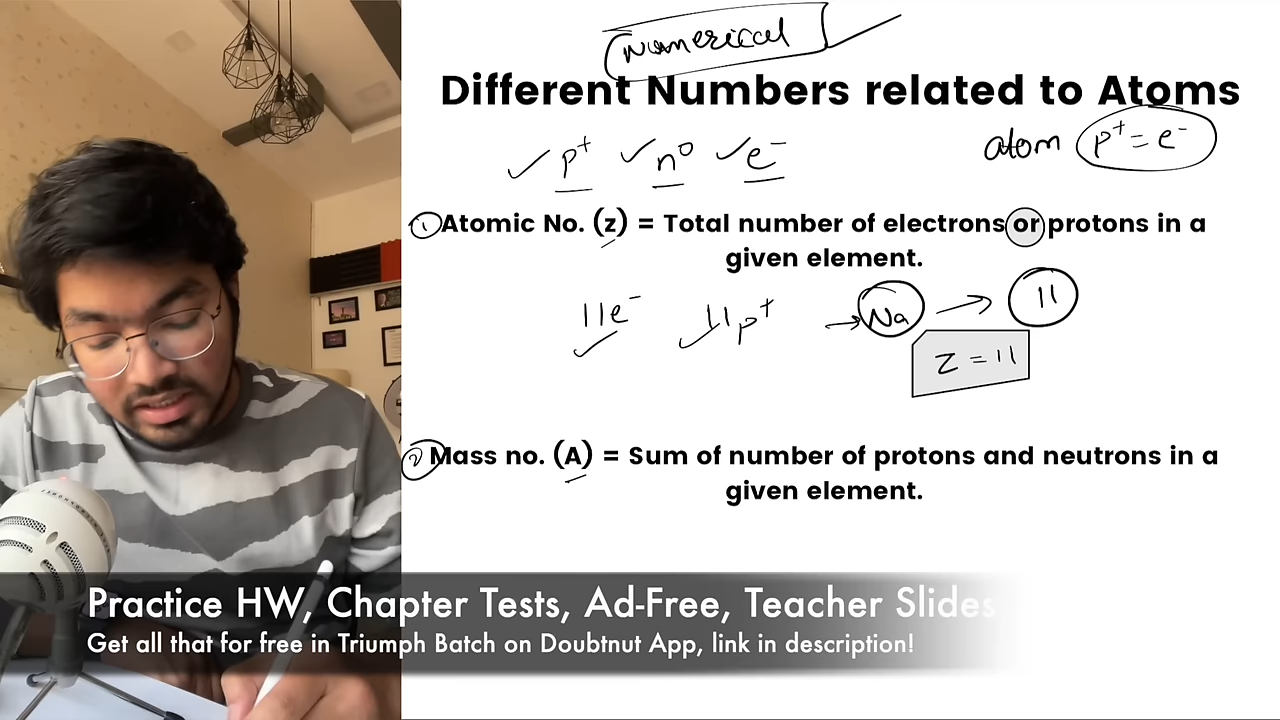 numerical
Different Numbers related to Atoms
p⁺ n⁰ e⁻ atom p⁺ = e⁻
① Atomic No. (z) = Total number of electrons or protons in a
given element.
11e⁻ 11p⁺ → Na → 11
Z = 11
② Mass no. (A) = Sum of number of protons and neutrons in a
given element.
Practice HW, Chapter Tests, Ad-Free, Teacher Slides
Get all that for free in Triumph Batch on Doubtnut App, link in description!